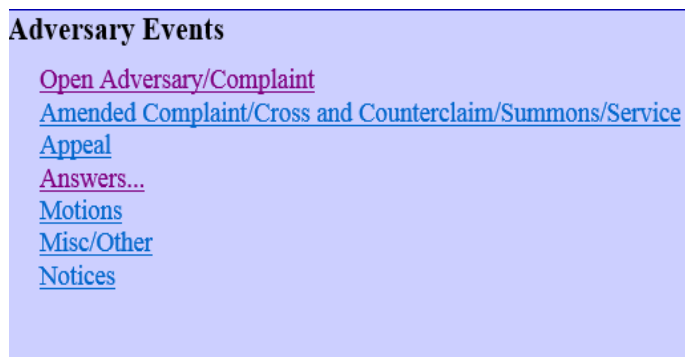 Adversary Events
Open Adversary/Complaint
Amended Complaint/Cross and Counterclaim/Summons/Service
Appeal
Answers...
Motions
Misc/Other
Notices